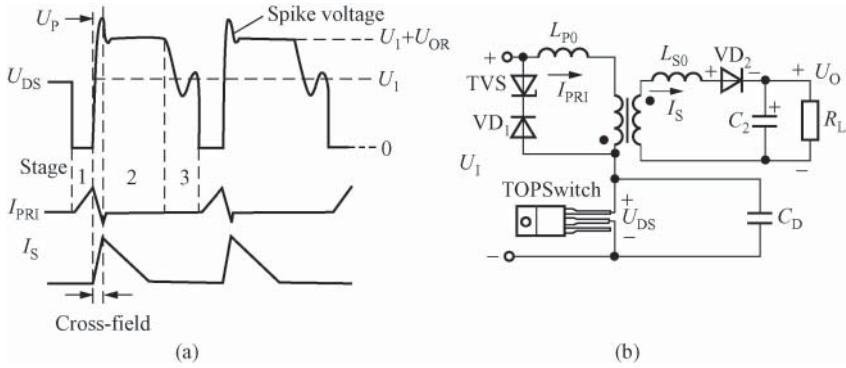 U_P
Spike voltage
U_1+U_OR
U_DS
U_1
0
Stage
1
2
3
I_PRI
I_S
Cross-field
(a)
L_P0
+
TVS
I_PRI
VD_1
U_I
L_S0
+
VD_2
−
I_S
+
U_O
C_2
+
R_L
−
TOPSwitch
+
U_DS
−
C_D
−
(b)